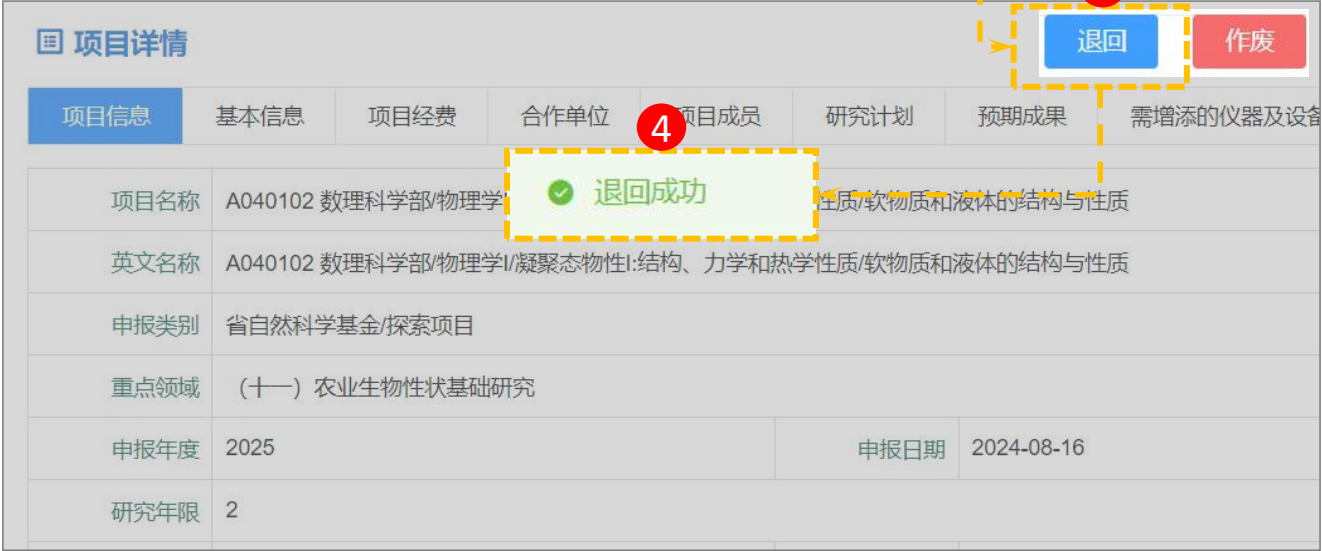 项目详情
退回
作废
项目信息 基本信息 项目经费 合作单位 项目成员 研究计划 预期成果 需增添的仪器及设备
4
退回成功
项目名称 A040102 数理科学部/物理学 性质/软物质和液体的结构与性质
英文名称 A040102 数理科学部/物理学I/凝聚态物性I:结构、力学和热学性质/软物质和液体的结构与性质
申报类别 省自然科学基金/探索项目
重点领域 （十一）农业生物性状基础研究
申报年度 2025 申报日期 2024-08-16
研究年限 2